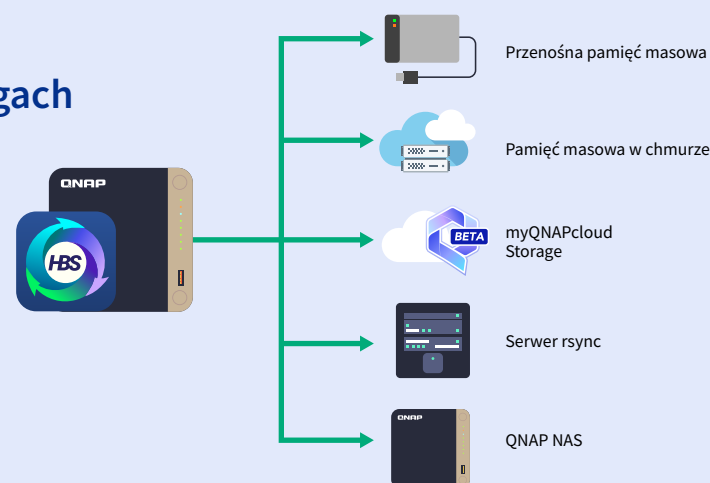 gach
QNAP
HBS
Przenośna pamięć masowa
Pamięć masowa w chmurze
BETA
myQNAPcloud
Storage
Serwer rsync
QNAP
QNAP NAS